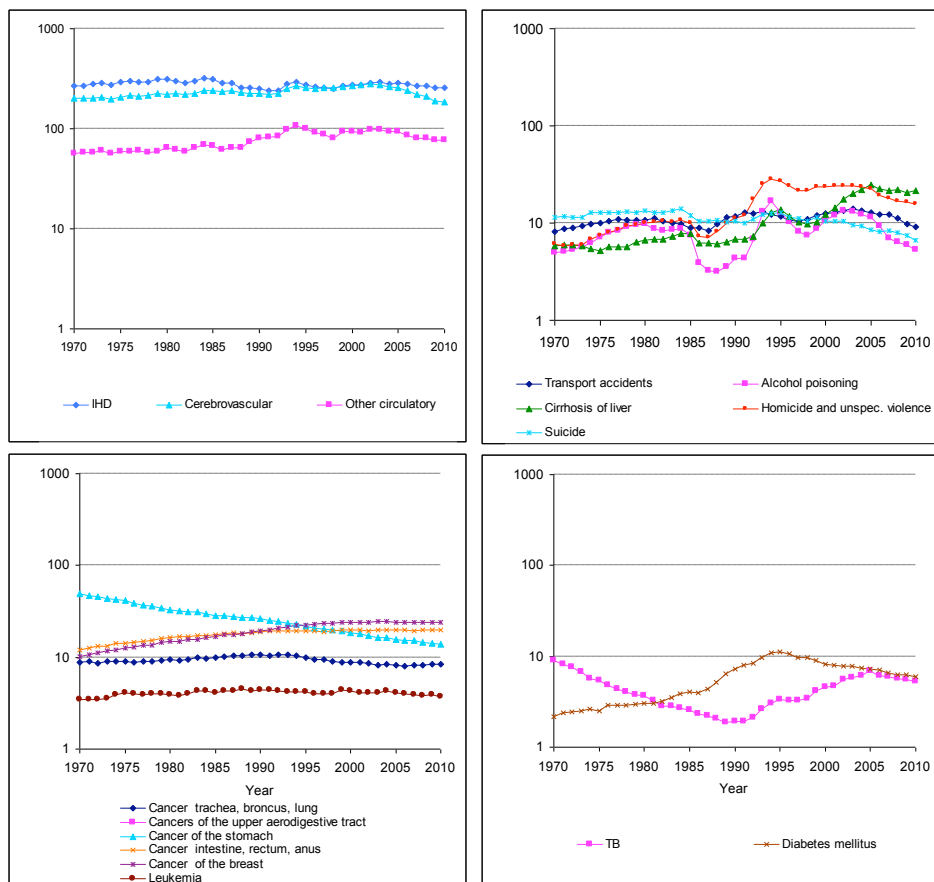 1000
100
10
1
1970 1975 1980 1985 1990 1995 2000 2005 2010
IHD Cerebrovascular Other circulatory
1000
100
10
1
1970 1975 1980 1985 1990 1995 2000 2005 2010
Transport accidents Alcohol poisoning
Cirrhosis of liver Homicide and unspec. violence
Suicide
1000
100
10
1
1970 1975 1980 1985 1990 1995 2000 2005 2010
Year
Cancer trachea, broncus, lung
Cancers of the upper aerodigestive tract
Cancer of the stomach
Cancer intestine, rectum, anus
Cancer of the breast
Leukemia
1000
100
10
1
1970 1975 1980 1985 1990 1995 2000 2005 2010
Year
TB Diabetes mellitus